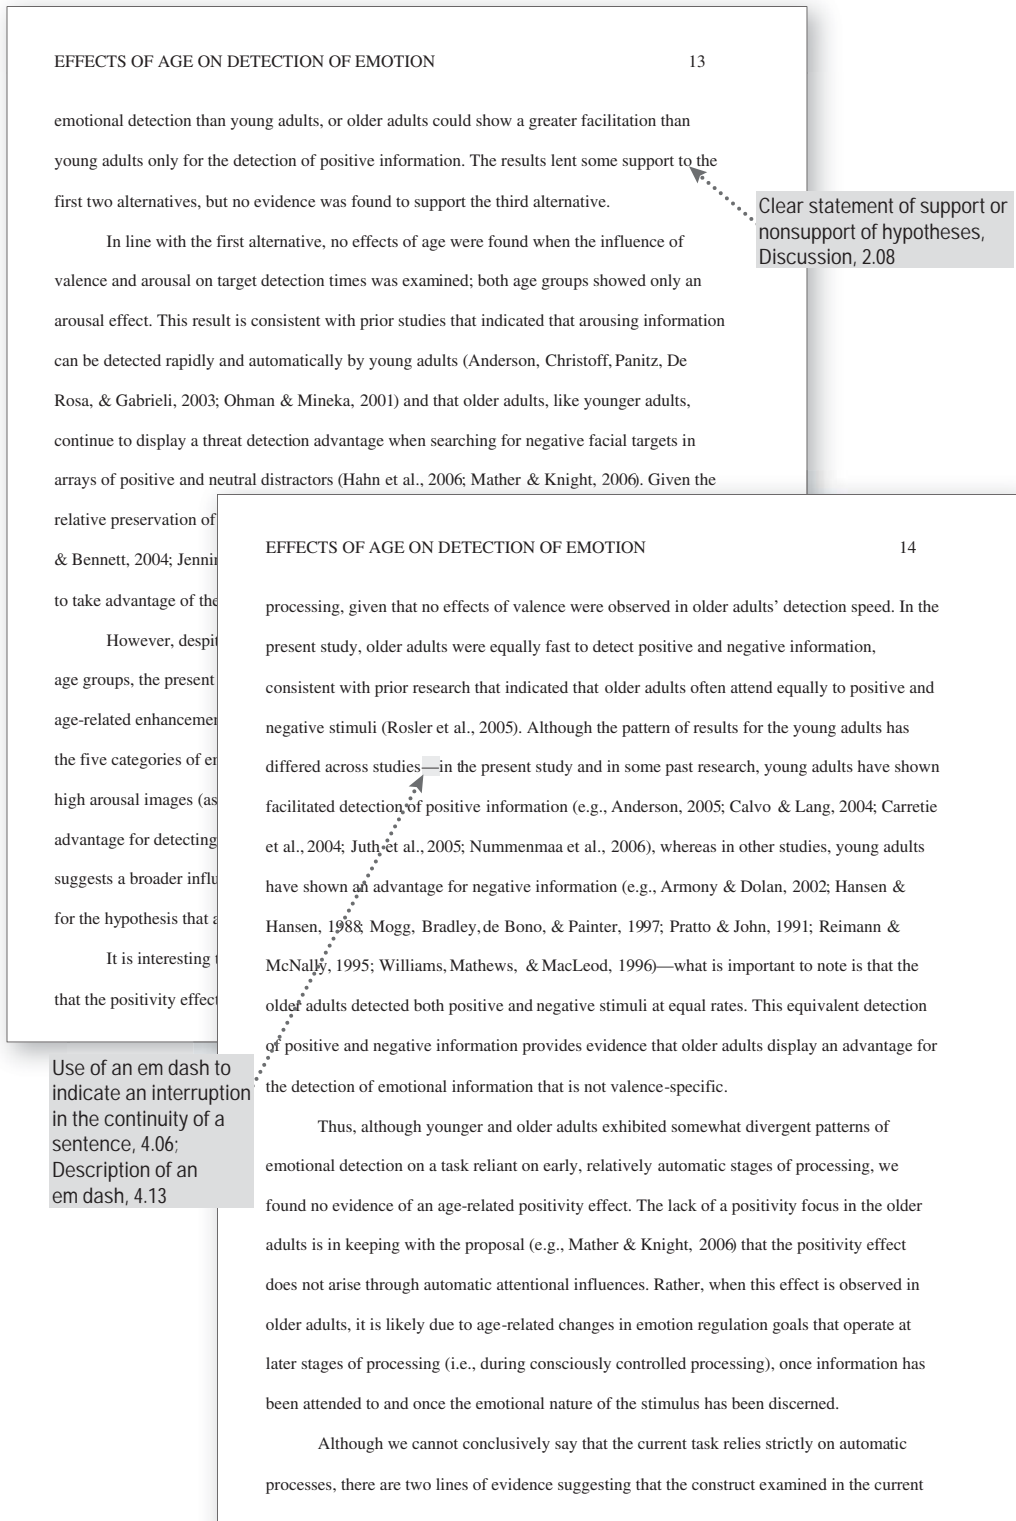 EFFECTS OF AGE ON DETECTION OF EMOTION 13
emotional detection than young adults, or older adults could show a greater facilitation than
young adults only for the detection of positive information. The results lent some support to the
first two alternatives, but no evidence was found to support the third alternative.
In line with the first alternative, no effects of age were found when the influence of
valence and arousal on target detection times was examined; both age groups showed only an
arousal effect. This result is consistent with prior studies that indicated that arousing information
can be detected rapidly and automatically by young adults (Anderson, Christoff, Panitz, De
Rosa, & Gabrieli, 2003; Ohman & Mineka, 2001) and that older adults, like younger adults,
continue to display a threat detection advantage when searching for negative facial targets in
arrays of positive and neutral distractors (Hahn et al., 2006; Mather & Knight, 2006). Given the
relative preservation of
& Bennett, 2004;
to take advantage of the
However,
age groups, the present
age-related
the five categories of
high arousal images (as
advantage for detecting
suggests a broader
for the hypothesis that
It is interesting
that the positivity effect
Clear statement of support or
nonsupport of hypotheses,
Discussion, 2.08
EFFECTS OF AGE ON DETECTION OF EMOTION 14
processing, given that no effects of valence were observed in older adults’ detection speed. In the
present study, older adults were equally fast to detect positive and negative information,
consistent with prior research that indicated that older adults often attend equally to positive and
negative stimuli (Rosler et al., 2005). Although the pattern of results for the young adults has
differed across studies—in the present study and in some past research, young adults have shown
facilitated detection of positive information (e.g., Anderson, 2005; Calvo & Lang, 2004; Carretie
et al., 2004; Juth et al., 2005; Nummenmaa et al., 2006), whereas in other studies, young adults
have shown an advantage for negative information (e.g., Armony & Dolan, 2002; Hansen &
Hansen, 1988; Mogg, Bradley, de Bono, & Painter, 1997; Pratto & John, 1991; Reimann &
McNally, 1995; Williams, Mathews, & MacLeod, 1996)—what is important to note is that the
older adults detected both positive and negative stimuli at equal rates. This equivalent detection
of positive and negative information provides evidence that older adults display an advantage for
the detection of emotional information that is not valence-specific.
Thus, although younger and older adults exhibited somewhat divergent patterns of
emotional detection on a task reliant on early, relatively automatic stages of processing, we
found no evidence of an age-related positivity effect. The lack of a positivity focus in the older
adults is in keeping with the proposal (e.g., Mather & Knight, 2006) that the positivity effect
does not arise through automatic attentional influences. Rather, when this effect is observed in
older adults, it is likely due to age-related changes in emotion regulation goals that operate at
later stages of processing (i.e., during consciously controlled processing), once information has
been attended to and once the emotional nature of the stimulus has been discerned.
Although we cannot conclusively say that the current task relies strictly on automatic
processes, there are two lines of evidence suggesting that the construct examined in the current
Use of an em dash to
indicate an interruption
in the continuity of a
sentence, 4.06;
Description of an
em dash, 4.13